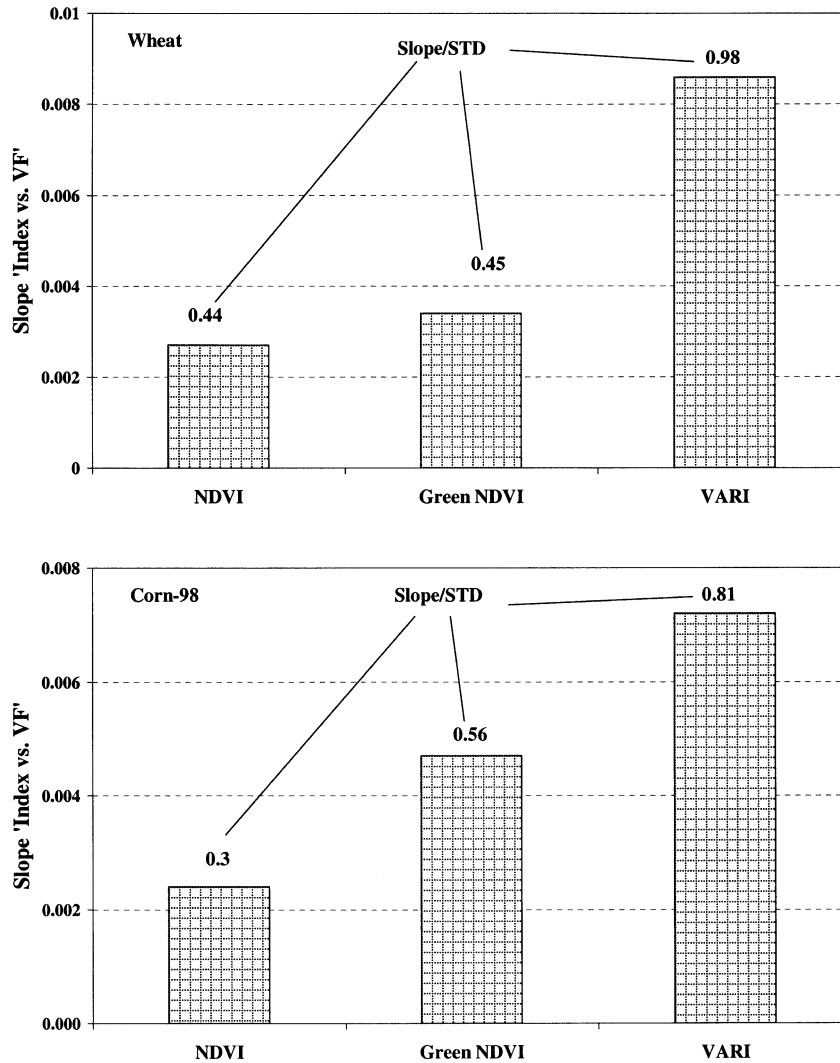 0.01
Wheat
Slope/STD
0.98
0.008
0.006
0.45
0.004
0.44
0.002
0
Slope 'Index vs. VF'
NDVI
Green NDVI
VARI
0.008
Corn-98
Slope/STD
0.81
0.006
0.56
0.004
0.3
0.002
0.000
Slope 'Index vs. VF'
NDVI
Green NDVI
VARI